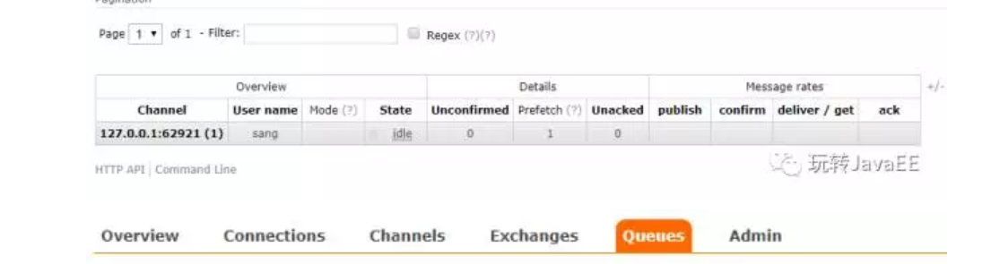 Pagination
Page 1 of 1 - Filter: Regex (?)(?)
Overview Details Message rates +/-
Channel User name Mode (?) State Unconfirmed Prefetch (?) Unacked publish confirm deliver / get ack
127.0.0.1:62921 (1) sang idle 0 1 0
HTTP API | Command Line
玩转JavaEE
Overview Connections Channels Exchanges Queues Admin